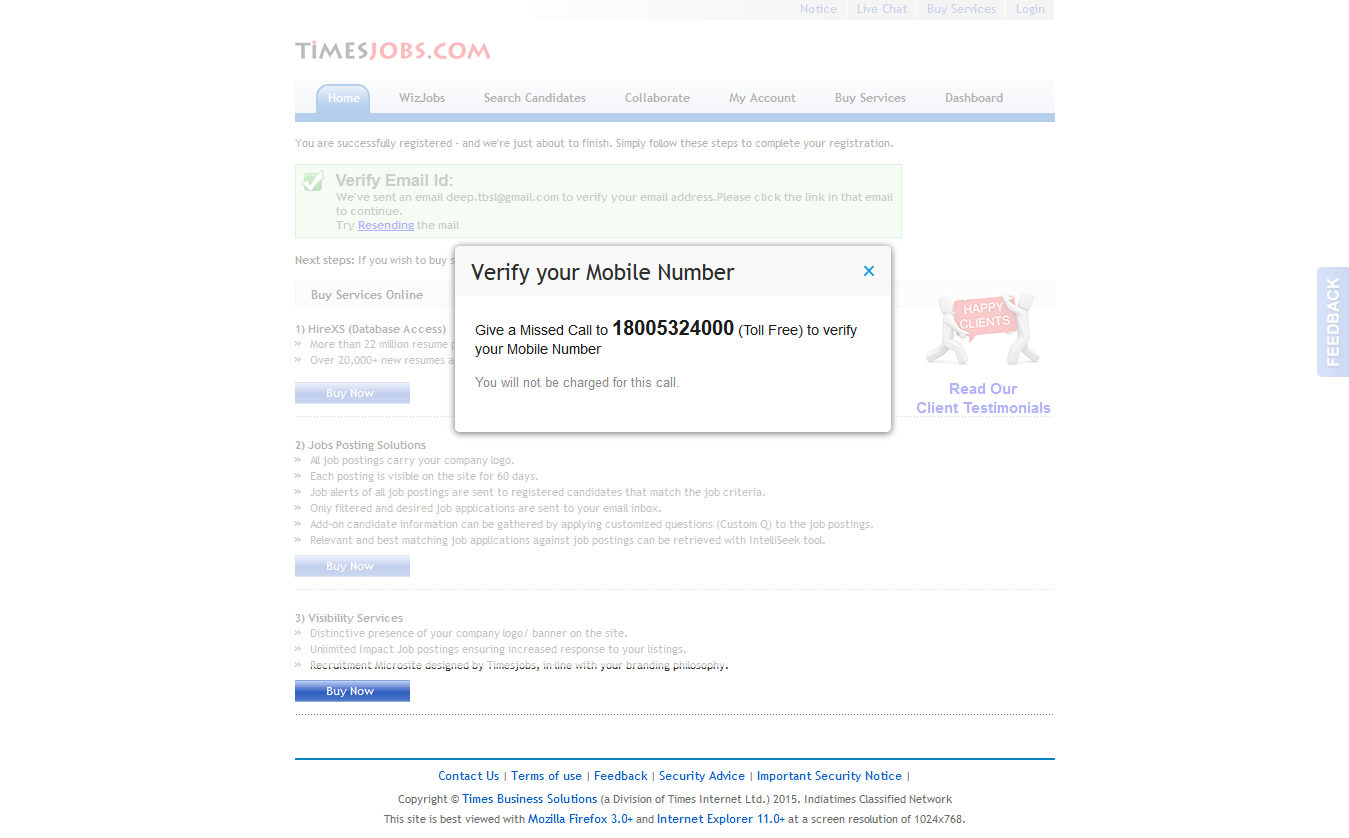 Notice Live Chat Buy Services Login
TiMESJOBS.COM
Home WizJobs Search Candidates Collaborate My Account Buy Services Dashboard
You are successfully registered - and we're just about to finish. Simply follow these steps to complete your registration.
Verify Email Id:
We've sent an email deep.tbsl@gmail.com to verify your email address.Please click the link in that email
to continue.
Try Resending the mail
Next steps: If you wish to buy s
Verify your Mobile Number ×
Give a Missed Call to 18005324000 (Toll Free) to verify
your Mobile Number
You will not be charged for this call.
Buy Services Online
1) HireXS (Database Access)
» More than 22 million resume p
» Over 20,000+ new resumes a
Buy Now
HAPPY
CLIENTS
Read Our
Client Testimonials
FEEDBACK
2) Jobs Posting Solutions
» All job postings carry your company logo.
» Each posting is visible on the site for 60 days.
» Job alerts of all job postings are sent to registered candidates that match the job criteria.
» Only filtered and desired job applications are sent to your email inbox.
» Add-on candidate information can be gathered by applying customized questions (Custom Q) to the job postings.
» Relevant and best matching job applications against job postings can be retrieved with IntelliSeek tool.
Buy Now
3) Visibility Services
» Distinctive presence of your company logo/ banner on the site.
» Unlimited Impact Job postings ensuring increased response to your listings.
» Recruitment Microsite designed by Timesjobs, in line with your branding philosophy.
Buy Now
Contact Us | Terms of use | Feedback | Security Advice | Important Security Notice |
Copyright © Times Business Solutions (a Division of Times Internet Ltd.) 2015. Indiatimes Classified Network
This site is best viewed with Mozilla Firefox 3.0+ and Internet Explorer 11.0+ at a screen resolution of 1024x768.